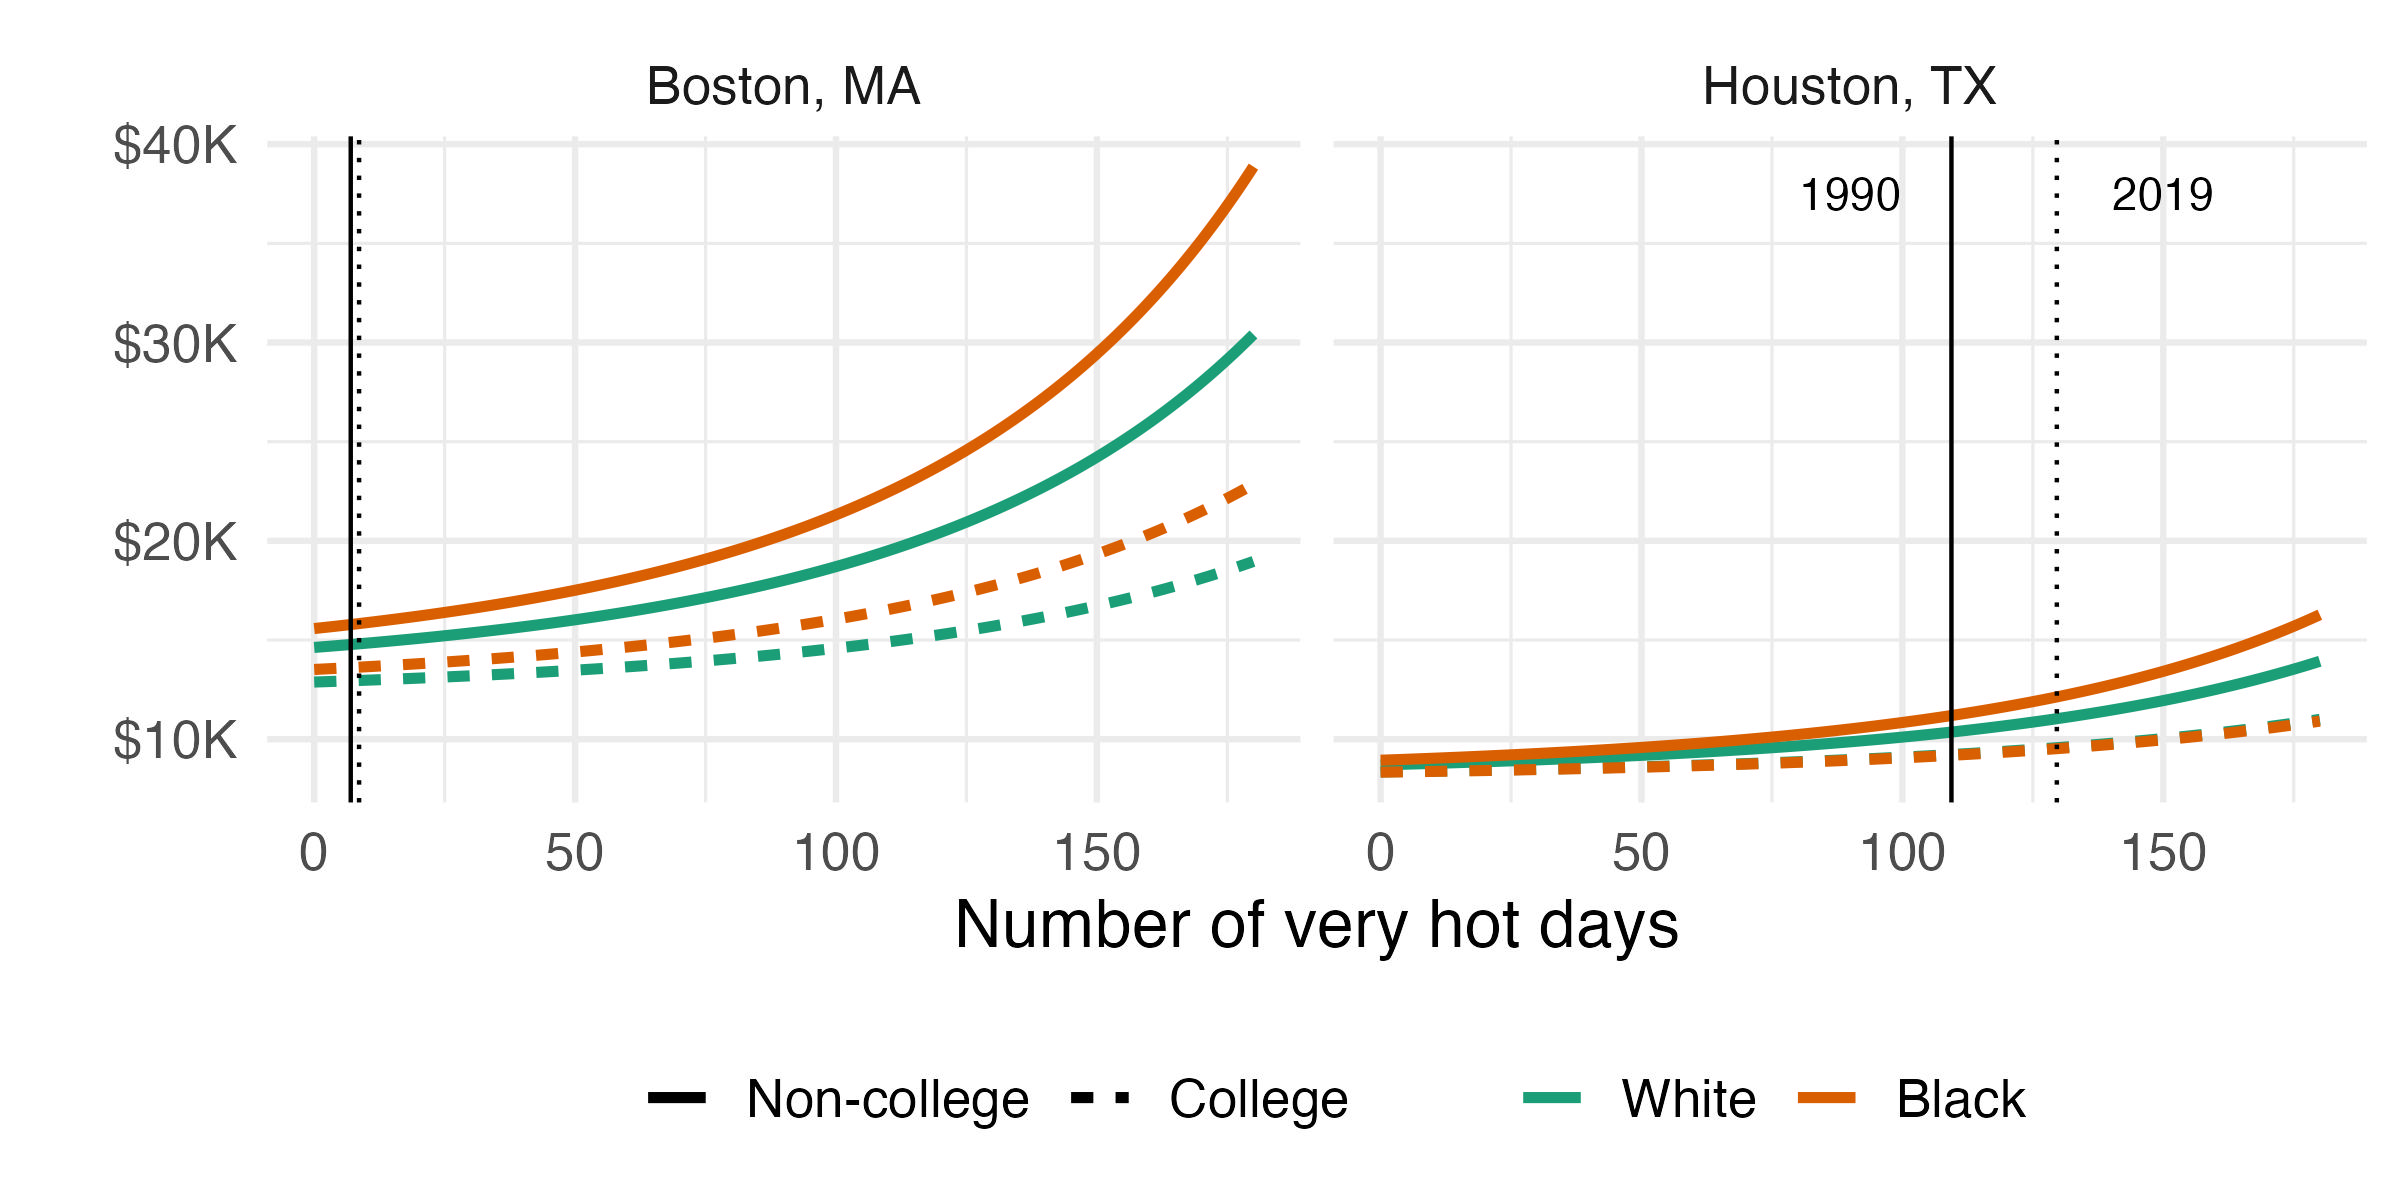 Boston, MA
Houston, TX
$40K
$30K
$20K
$10K
1990
2019
0 50 100 150
0 50 100 150
Number of very hot days
Non-college College White Black